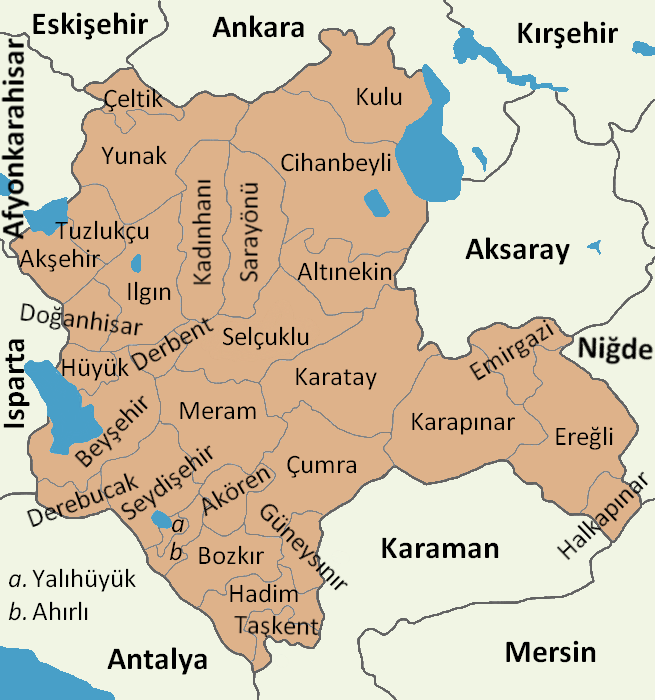 Eskişehir
Ankara
Kırşehir
Afyonkarahisar
Çeltik
Kulu
Yunak
Cihanbeyli
Kadınhanı
Sarayönü
Tuzlukçu
Akşehir
Aksaray
Altınekin
Ilgın
Doğanhisar
Derbent
Selçuklu
Emirgazi
Niğde
Isparta
Hüyük
Karatay
Meram
Karapınar
Beyşehir
Ereğli
Çumra
Seydişehir
Akören
Derebucak
Halkapınar
a
Güneysınır
Karaman
b
Bozkır
a. Yalıhüyük
Hadim
b. Ahırlı
Taşkent
Antalya
Mersin